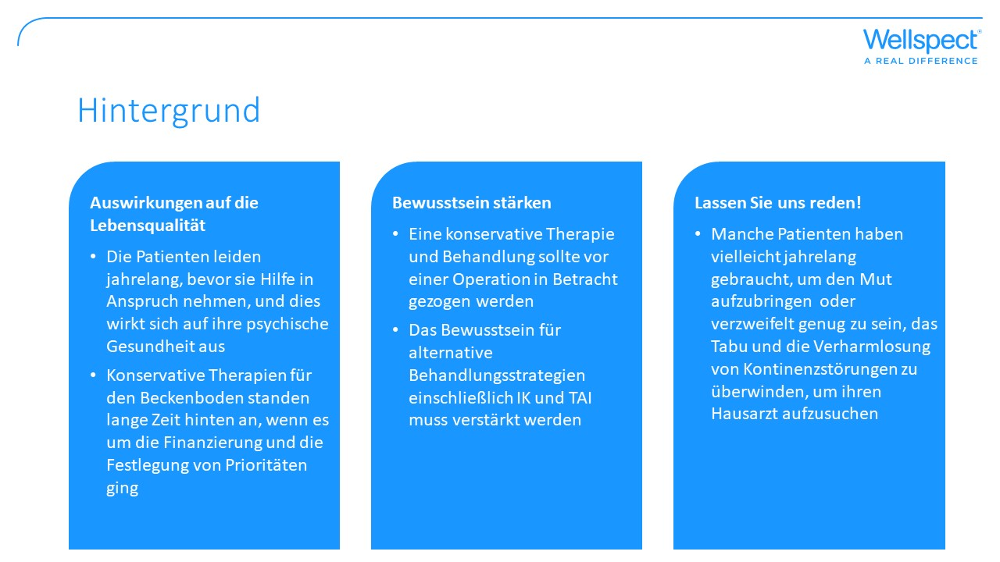 Wellspect®
A REAL DIFFERENCE
Hintergrund
Auswirkungen auf die
Lebensqualität
• Die Patienten leiden
jahrelang, bevor sie Hilfe in
Anspruch nehmen, und dies
wirkt sich auf ihre psychische
Gesundheit aus
• Konservative Therapien für
den Beckenboden standen
lange Zeit hinten an, wenn es
um die Finanzierung und die
Festlegung von Prioritäten
ging
Bewusstsein stärken
• Eine konservative Therapie
und Behandlung sollte vor
einer Operation in Betracht
gezogen werden
• Das Bewusstsein für
alternative
Behandlungsstrategien
einschließlich IK und TAI
muss verstärkt werden
Lassen Sie uns reden!
• Manche Patienten haben
vielleicht jahrelang
gebraucht, um den Mut
aufzubringen  oder
verzweifelt genug zu sein, das
Tabu und die Verharmlosung
von Kontinenzstörungen zu
überwinden, um ihren
Hausarzt aufzusuchen